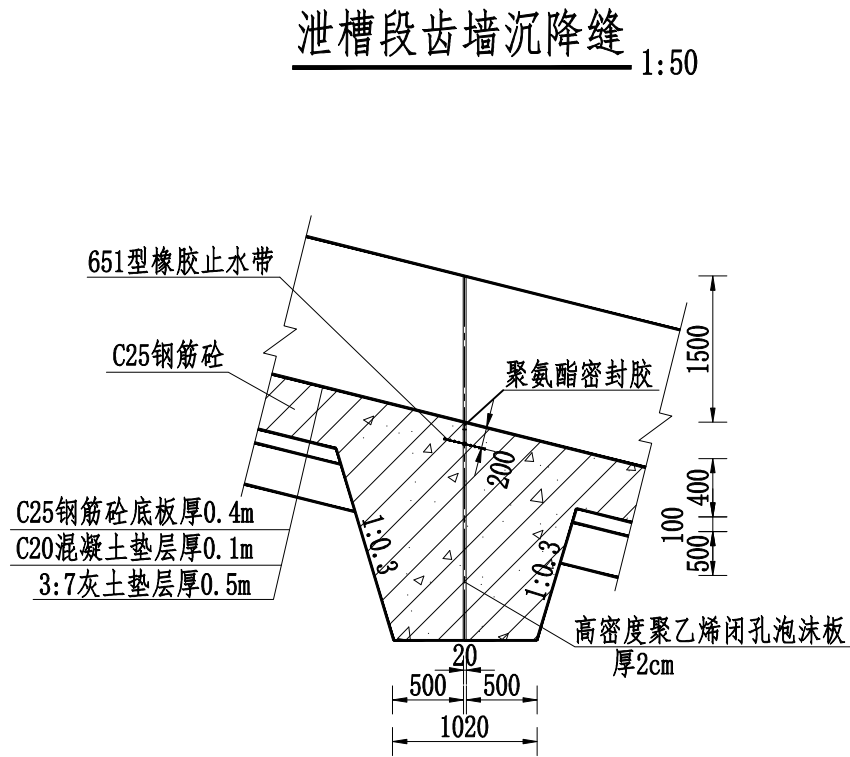 泄槽段齿墙沉降缝
1:50
651型橡胶止水带
C25钢筋砼
聚氨酯密封胶
1500
200
400
100
500
C25钢筋砼底板厚0.4m
C20混凝土垫层厚0.1m
3:7灰土垫层厚0.5m
1:0.3
1:0.3
高密度聚乙烯闭孔泡沫板
厚2cm
20
500
500
1020